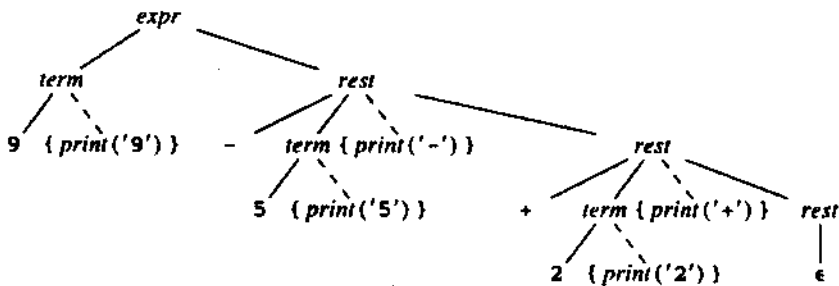 expr
term rest
9 { print('9') } - term { print('-') } rest
5 { print('5') } + term { print('+') } rest
2 { print('2') } ϵ